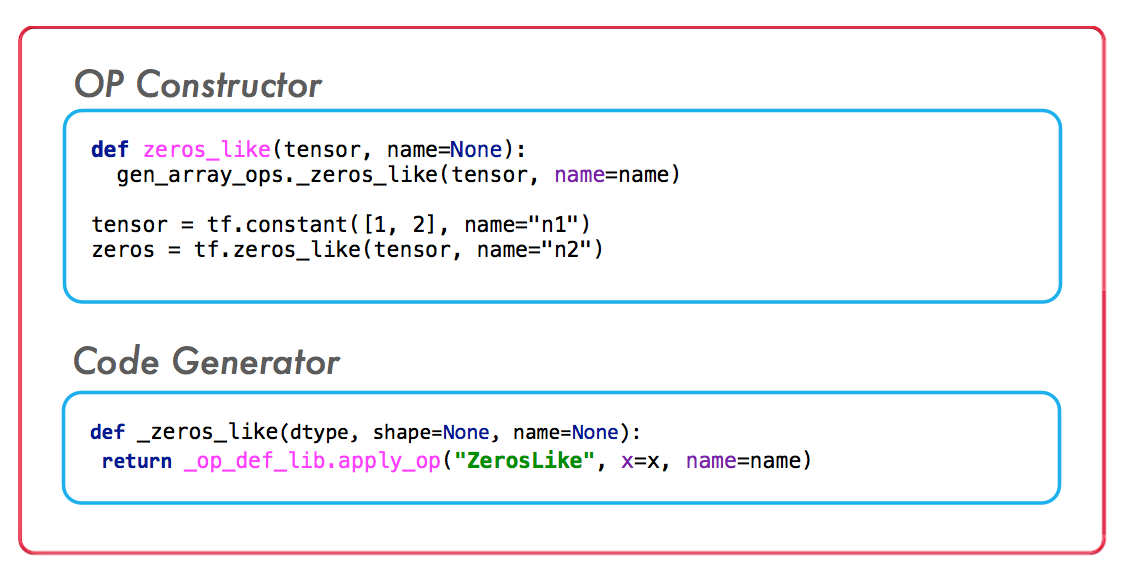 OP Constructor
def zeros_like(tensor, name=None):
  gen_array_ops._zeros_like(tensor, name=name)
tensor = tf.constant([1, 2], name="n1")
zeros = tf.zeros_like(tensor, name="n2")
Code Generator
def _zeros_like(dtype, shape=None, name=None):
 return _op_def_lib.apply_op("ZerosLike", x=x, name=name)